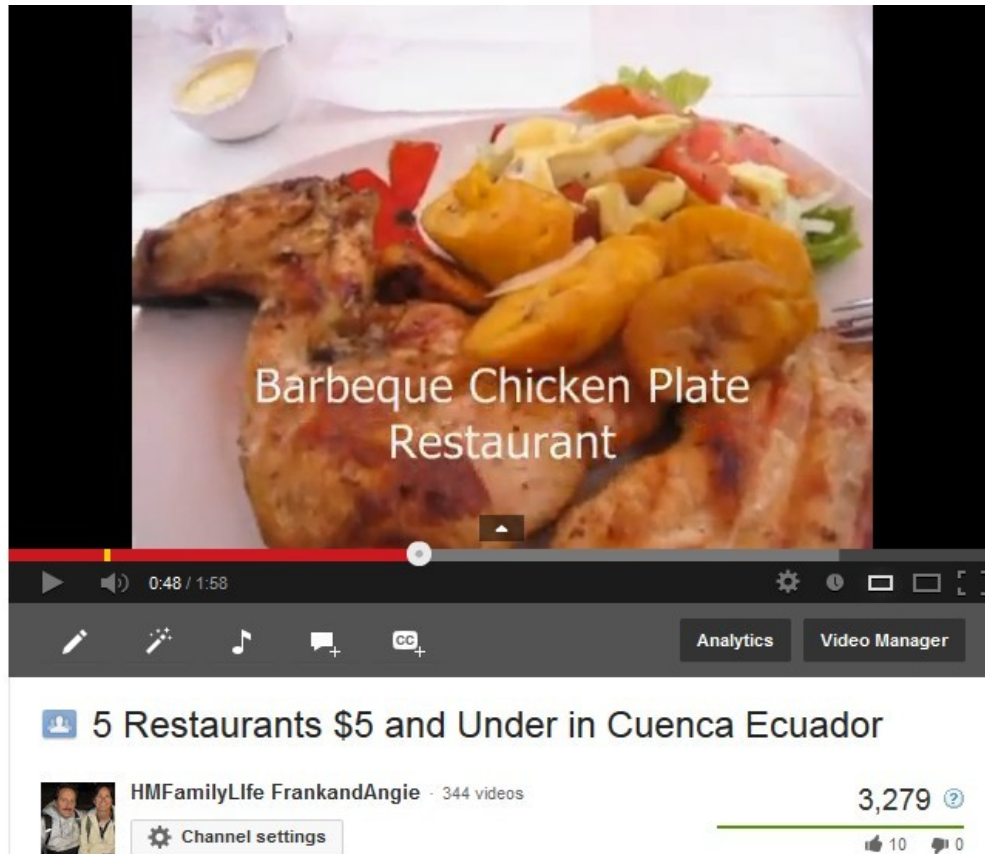 Barbeque Chicken Plate
Restaurant
0:48 / 1:58
CC
Analytics
Video Manager
5 Restaurants $5 and Under in Cuenca Ecuador
HMFamilyLIfe FrankandAngie · 344 videos
3,279 ?
Channel settings
10 0